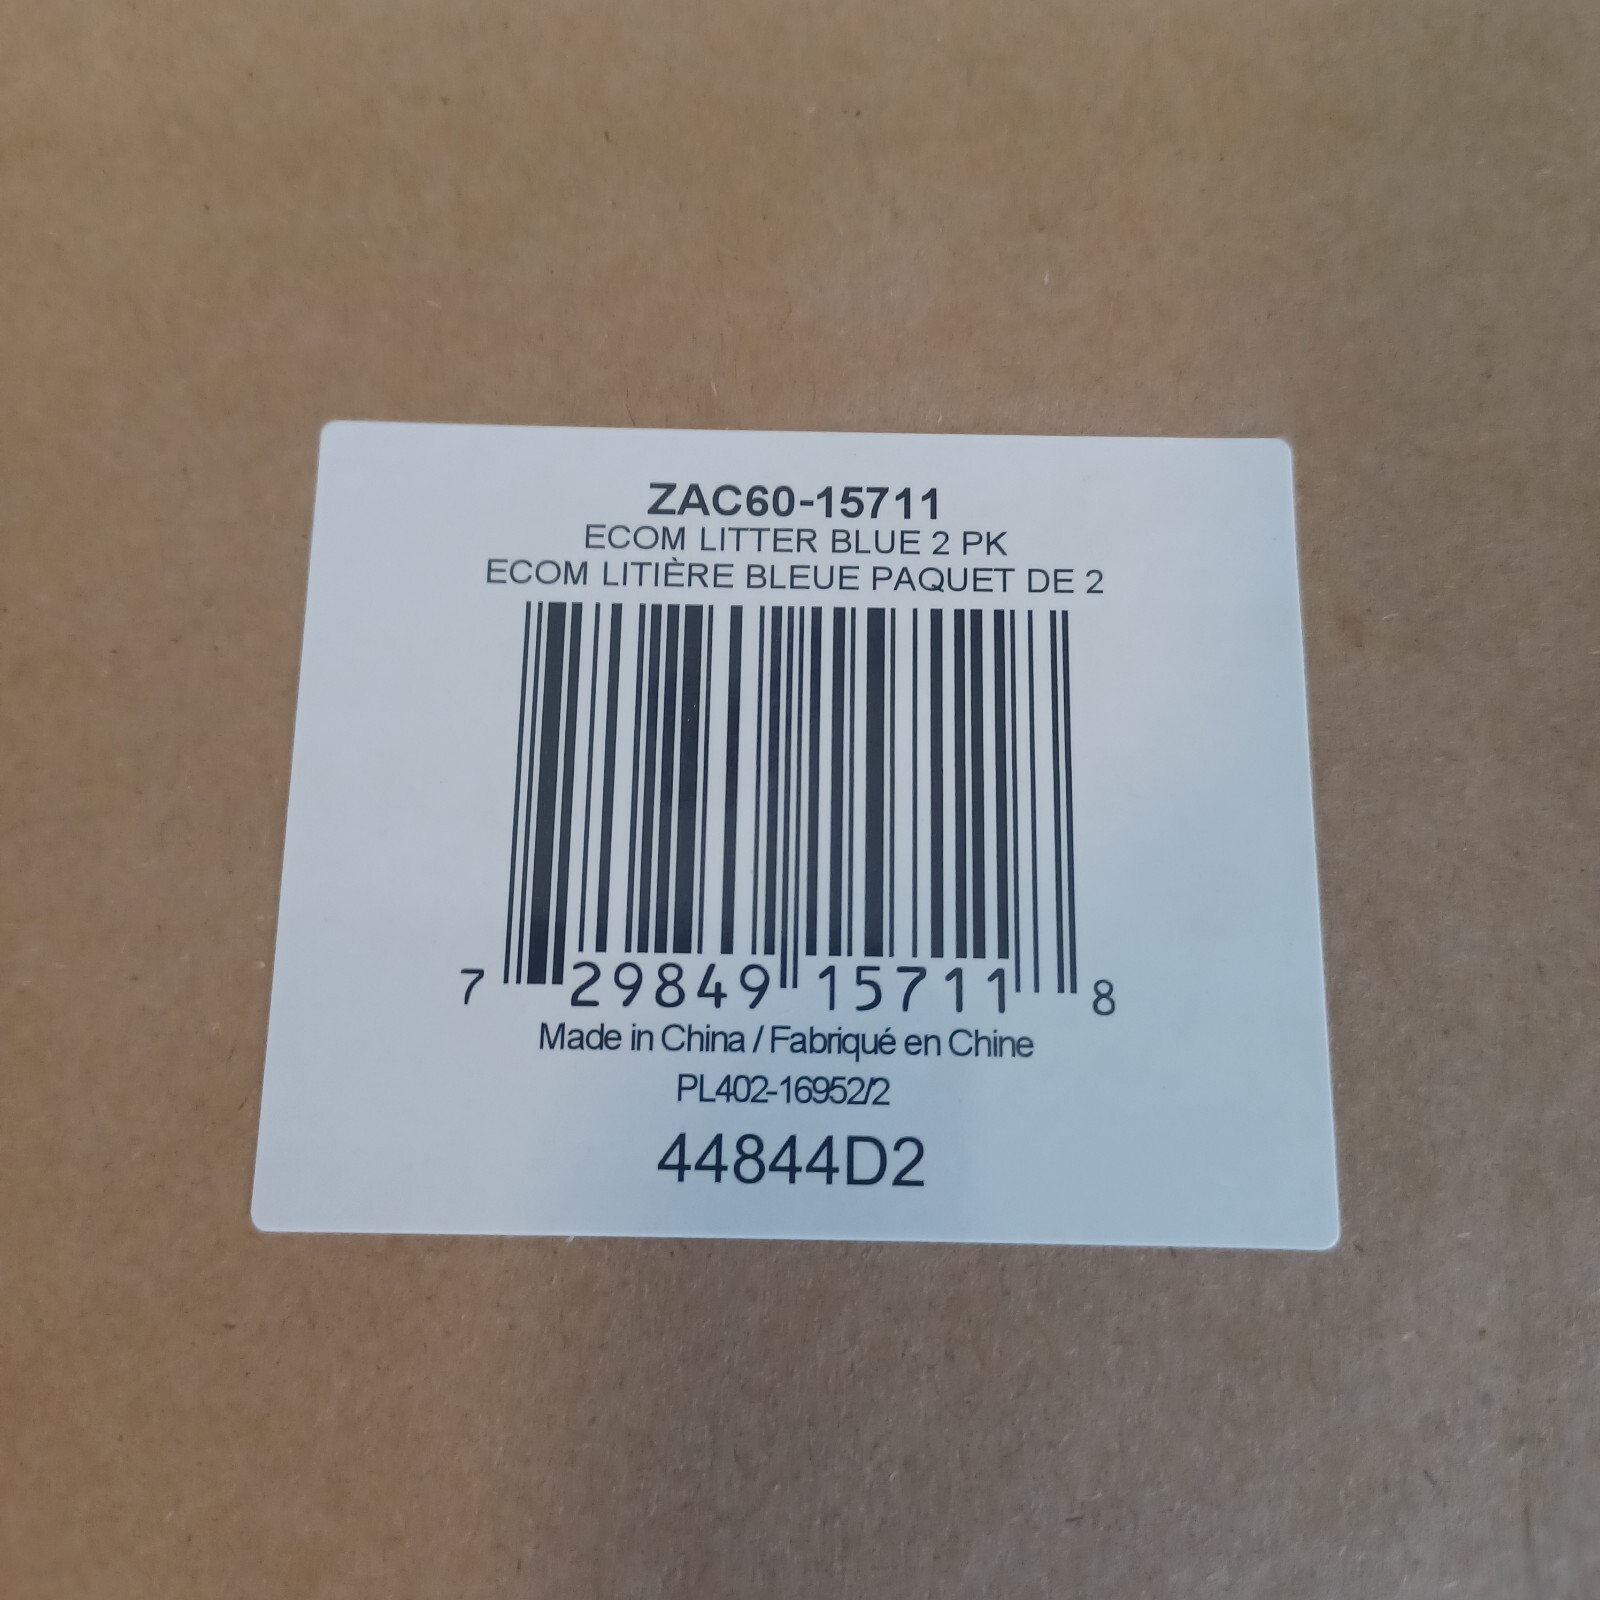 ZAC60-15711
ECOM LITTER BLUE 2 PK
ECOM LITIÈRE BLEUE PAQUET DE 2
7 29849 15711 8
Made in China / Fabriqué en Chine
PL402-16952/2
44844D2